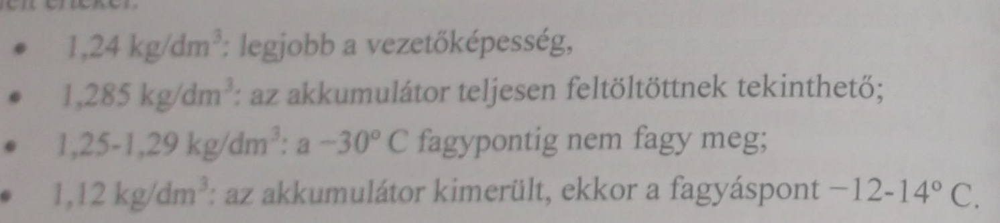 • 1,24 kg/dm³: legjobb a vezetőképesség,
• 1,285 kg/dm³: az akkumulátor teljesen feltöltöttnek tekinthető;
• 1,25-1,29 kg/dm³: a −30° C fagypontig nem fagy meg;
• 1,12 kg/dm³: az akkumulátor kimerült, ekkor a fagyáspont −12-14° C.